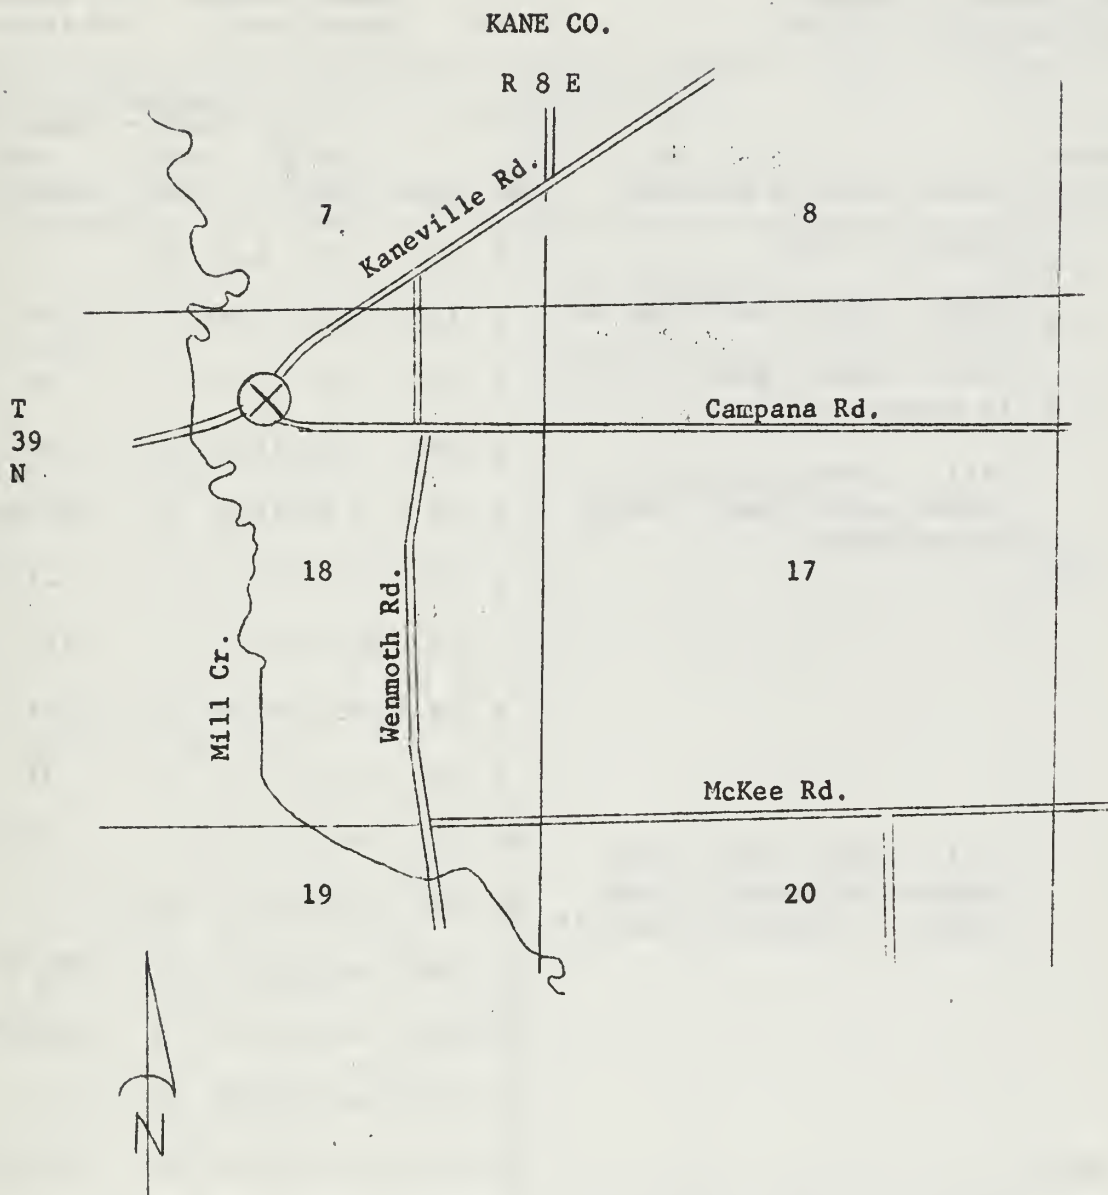 KANE CO.
R 8 E
Kaneville Rd.
7
8
T
39
N
Campana Rd.
18
17
Wenmoth Rd.
Mill Cr.
McKee Rd.
19
20
N